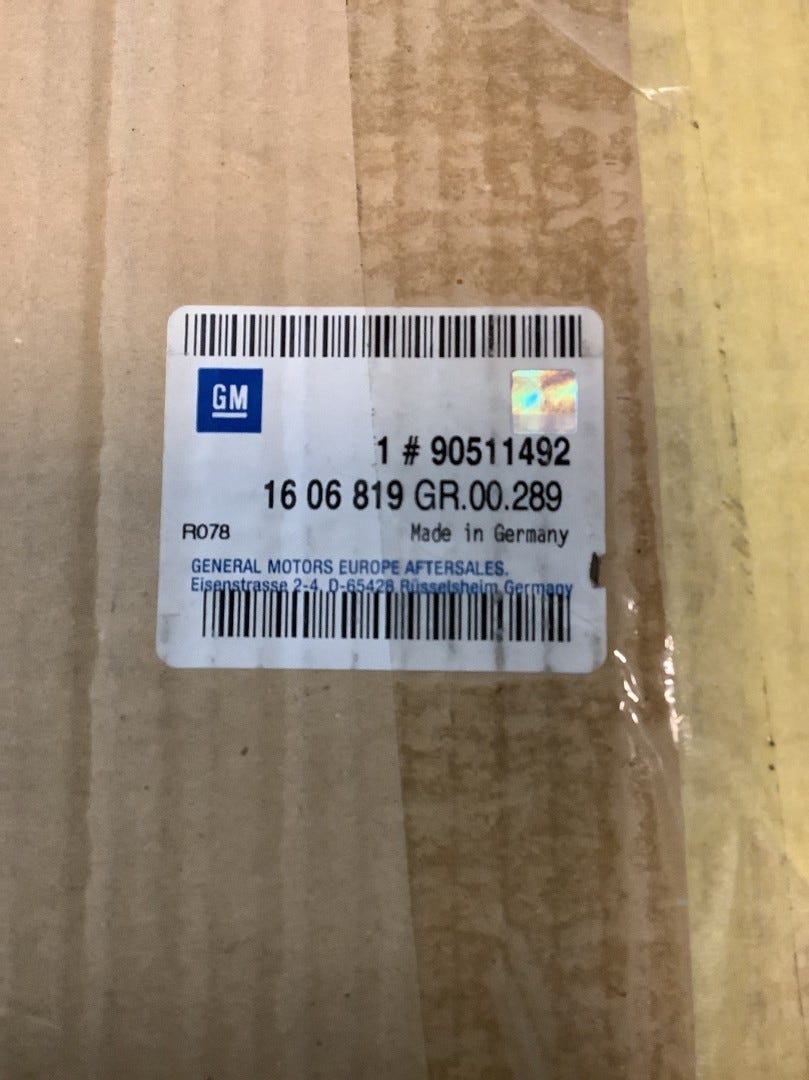 GM
1 # 90511492
16 06 819 GR.00.289
R078 Made in Germany
GENERAL MOTORS EUROPE AFTERSALES.
Eisenstrasse 2-4, D-65428 Rüsselsheim Germany